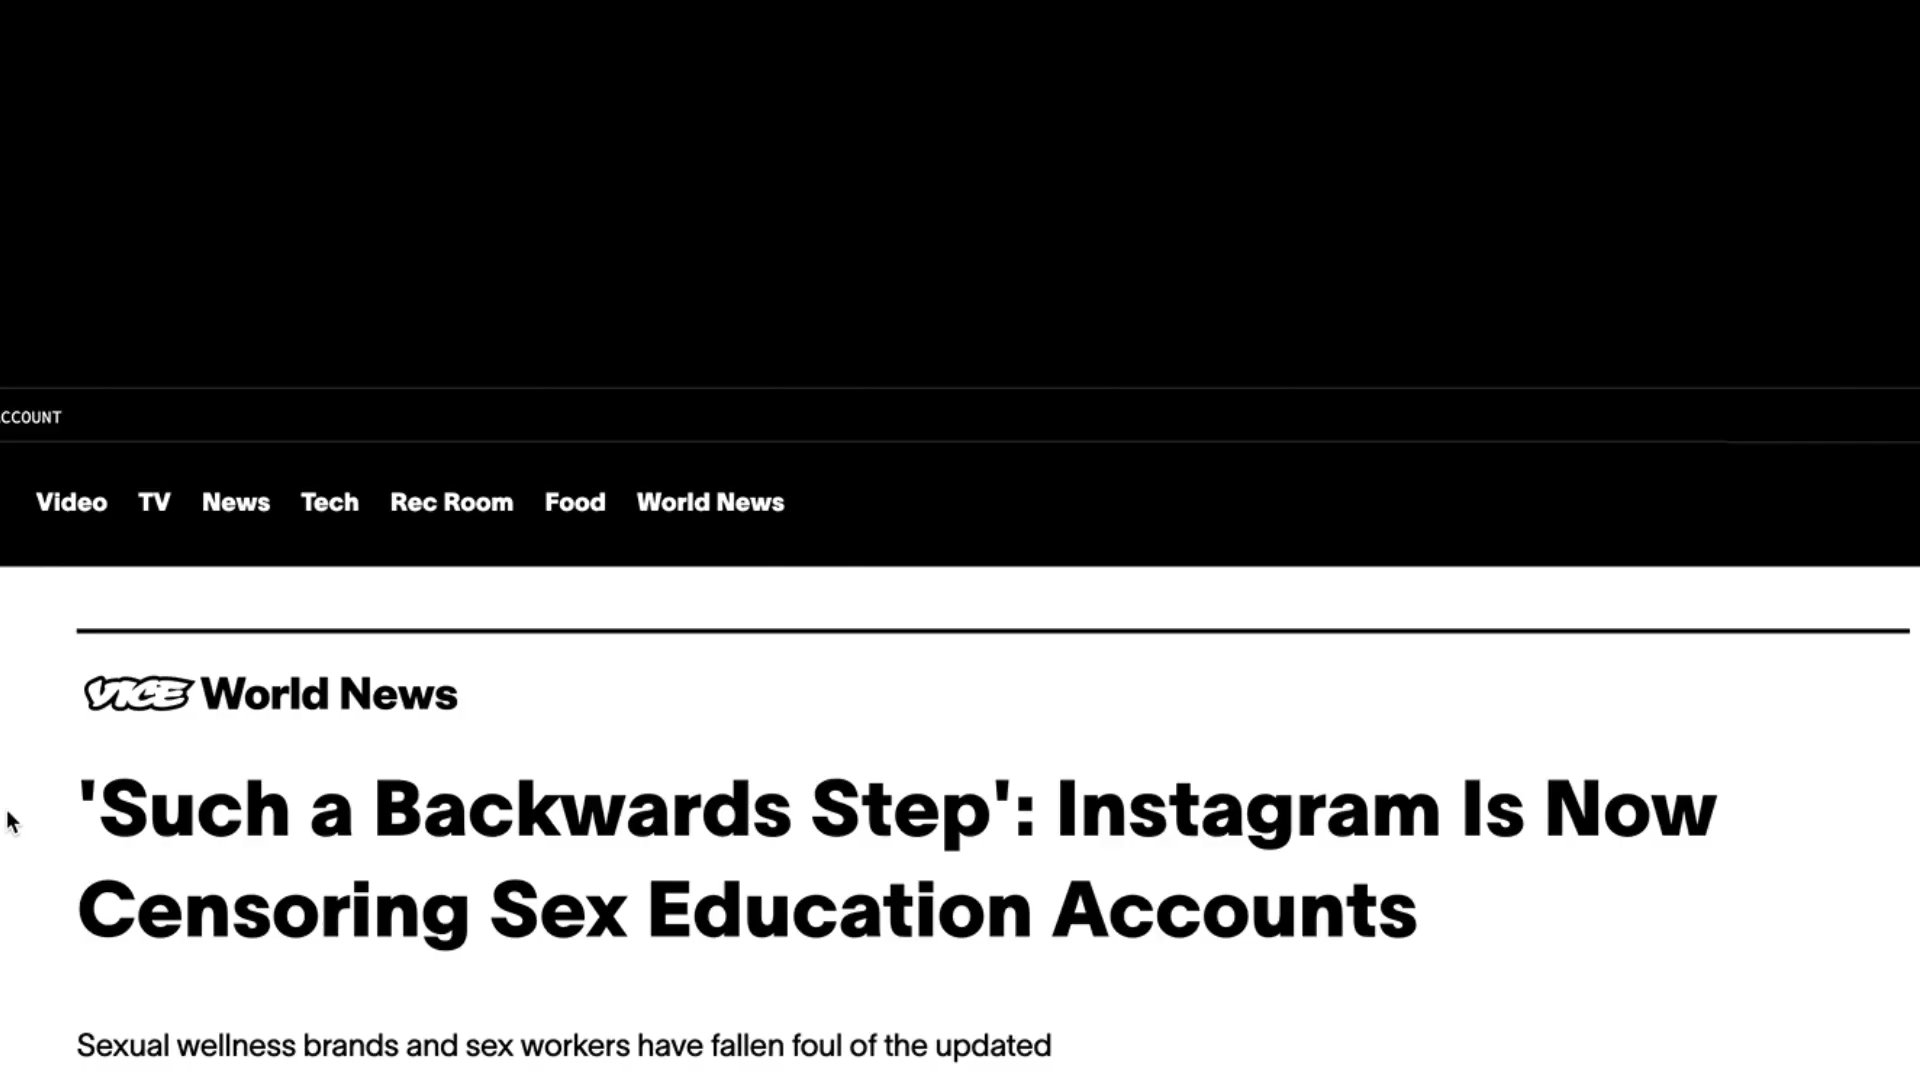 CCOUNT
Video TV News Tech Rec Room Food World News
VICE World News
'Such a Backwards Step': Instagram Is Now
Censoring Sex Education Accounts
Sexual wellness brands and sex workers have fallen foul of the updated